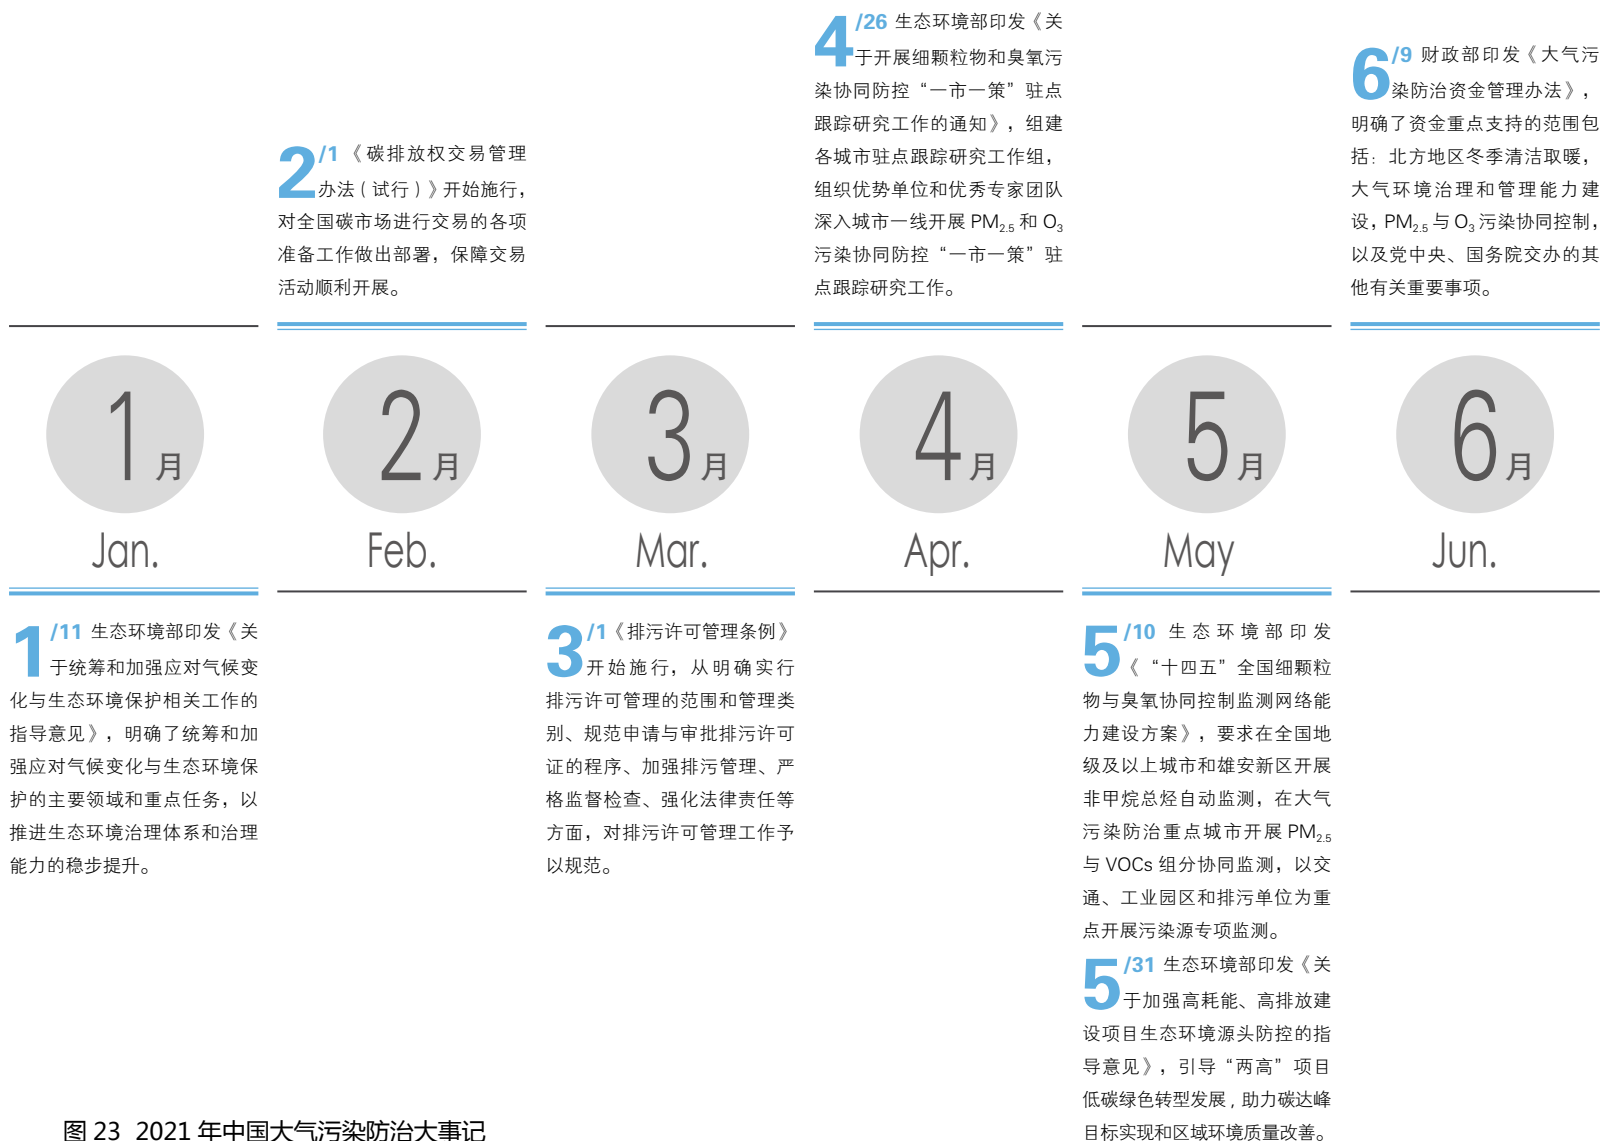 4/26 生态环境部印发《关
于开展细颗粒物和臭氧污
染协同防控“一市一策”驻点
跟踪研究工作的通知》，组建
各城市驻点跟踪研究工作组，
组织优势单位和优秀专家团队
深入城市一线开展 PM2.5 和 O3
污染协同防控“一市一策”驻
点跟踪研究工作。
6/9 财政部印发《大气污
染防治资金管理办法》，
明确了资金重点支持的范围包
括：北方地区冬季清洁取暖，
大气环境治理和管理能力建
设，PM2.5 与 O3 污染协同控制，
以及党中央、国务院交办的其
他有关重要事项。
2/1《碳排放权交易管理
办法（试行）》开始施行，
对全国碳市场进行交易的各项
准备工作做出部署，保障交易
活动顺利开展。
1月
2月
3月
4月
5月
6月
Jan.
Feb.
Mar.
Apr.
May
Jun.
1/11 生态环境部印发《关
于统筹和加强应对气候变
化与生态环境保护相关工作的
指导意见》，明确了统筹和加
强应对气候变化与生态环境保
护的主要领域和重点任务，以
推进生态环境治理体系和治理
能力的稳步提升。
3/1《排污许可管理条例》
开始施行，从明确实行
排污许可管理的范围和管理类
别、规范申请与审批排污许可
证的程序、加强排污管理、严
格监督检查、强化法律责任等
方面，对排污许可管理工作予
以规范。
5/10 生态环境部印发
《“十四五”全国细颗粒
物与臭氧协同控制监测网络能
力建设方案》，要求在全国地
级及以上城市和雄安新区开展
非甲烷总烃自动监测，在大气
污染防治重点城市开展 PM2.5
与 VOCs 组分协同监测，以交
通、工业园区和排污单位为重
点开展污染源专项监测。
5/31 生态环境部印发《关
于加强高耗能、高排放建
设项目生态环境源头防控的指
导意见》，引导“两高”项目
低碳绿色转型发展，助力碳达峰
目标实现和区域环境质量改善。
图 23 2021 年中国大气污染防治大事记